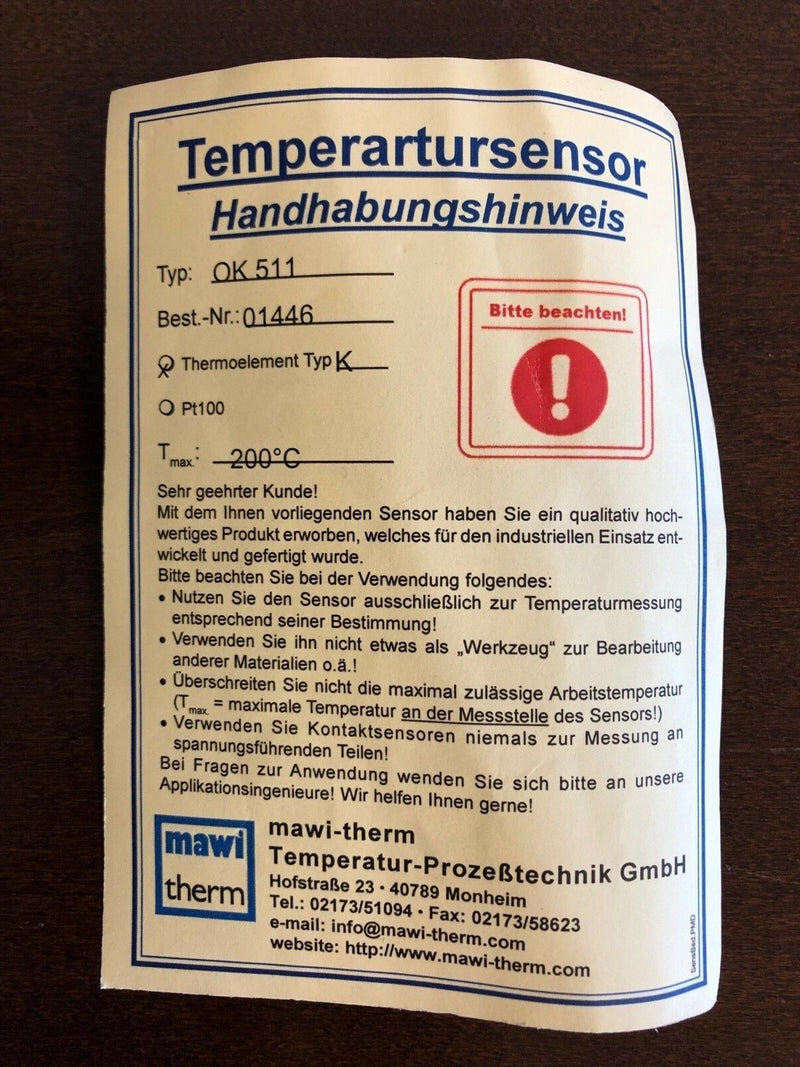 Temperartursensor
Handhabungshinweis
Typ: OK 511
Best.-Nr.: 01446
Thermoelement Typ K
Pt100
Tmax.: 200°C
Bitte beachten!
Sehr geehrter Kunde!
Mit dem Ihnen vorliegenden Sensor haben Sie ein qualitativ hoch-
wertiges Produkt erworben, welches für den industriellen Einsatz ent-
wickelt und gefertigt wurde.
Bitte beachten Sie bei der Verwendung folgendes:
• Nutzen Sie den Sensor ausschließlich zur Temperaturmessung
entsprechend seiner Bestimmung!
• Verwenden Sie ihn nicht etwas als „Werkzeug“ zur Bearbeitung
anderer Materialien o.ä.!
• Überschreiten Sie nicht die maximal zulässige Arbeitstemperatur
(Tmax. = maximale Temperatur an der Messstelle des Sensors!)
• Verwenden Sie Kontaktsensoren niemals zur Messung an
spannungsführenden Teilen!
Bei Fragen zur Anwendung wenden Sie sich bitte an unsere
Applikationsingenieure! Wir helfen Ihnen gerne!
mawi
therm
mawi-therm
Temperatur-Prozeßtechnik GmbH
Hofstraße 23 • 40789 Monheim
Tel.: 02173/51094 • Fax: 02173/58623
e-mail: info@mawi-therm.com
website: http://www.mawi-therm.com
SensBed.PMD